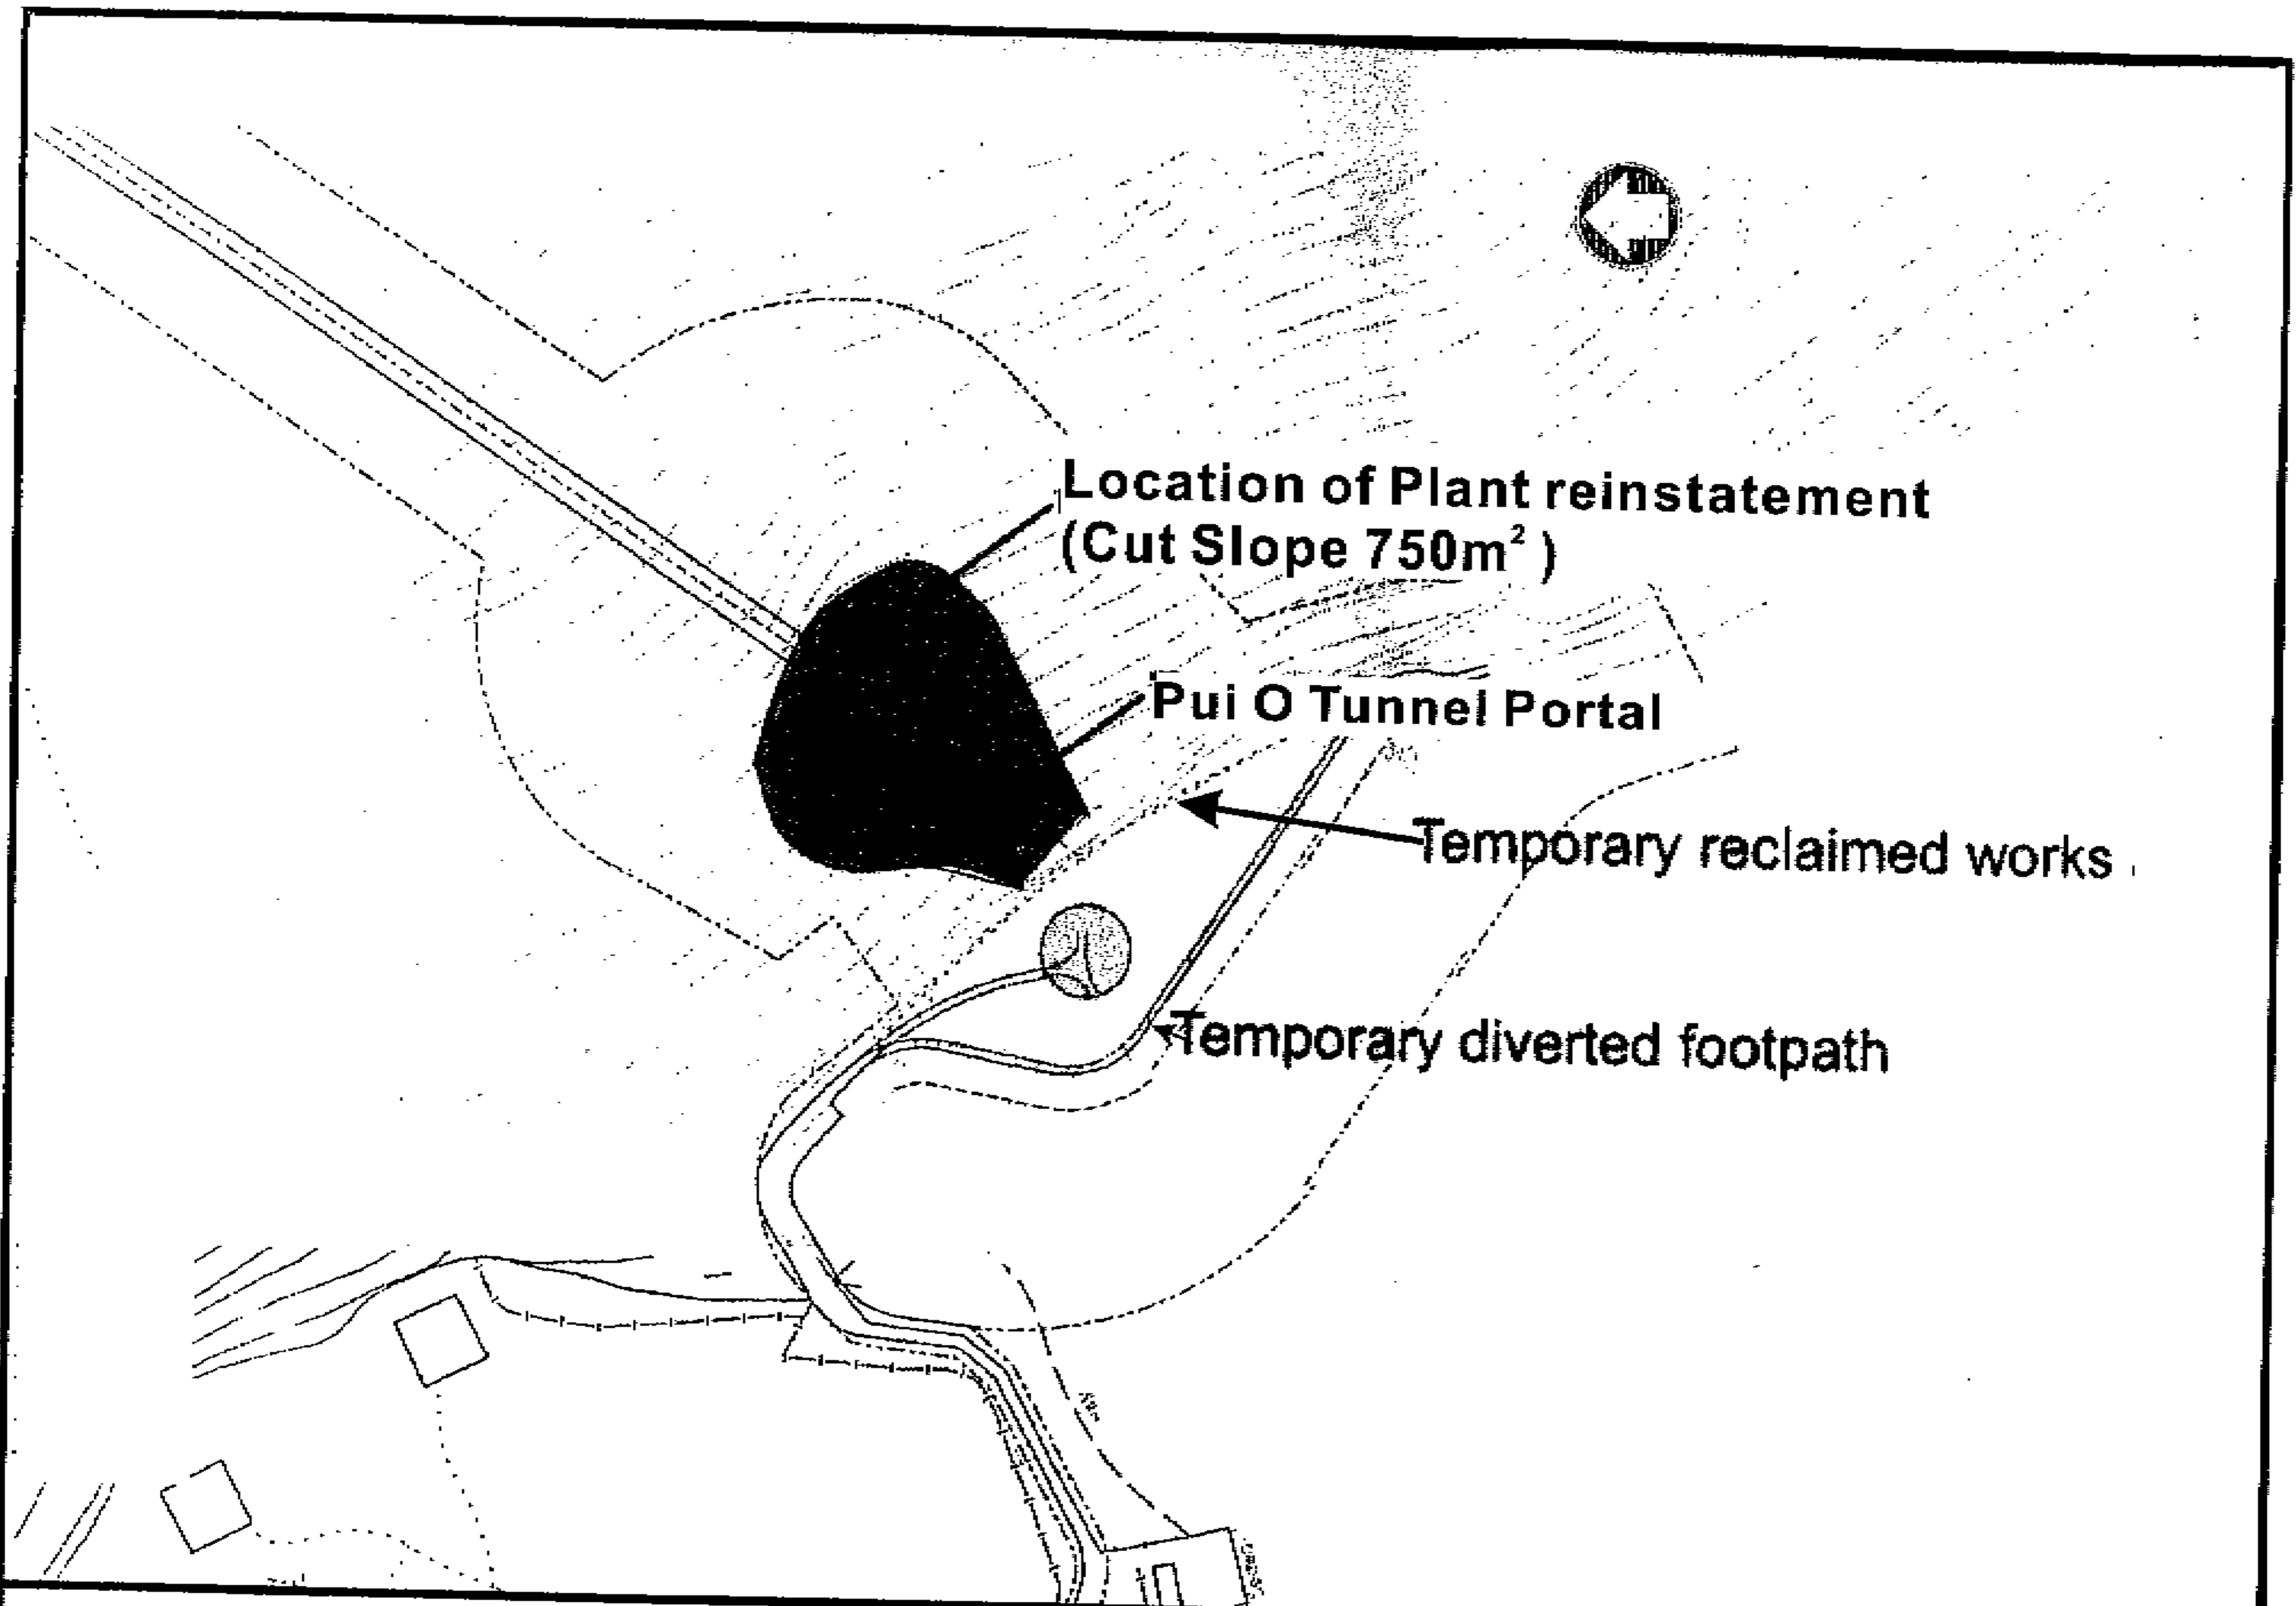 Location of Plant reinstatement
(Cut Slope 750m² )
Pui O Tunnel Portal
Temporary reclaimed works
Temporary diverted footpath